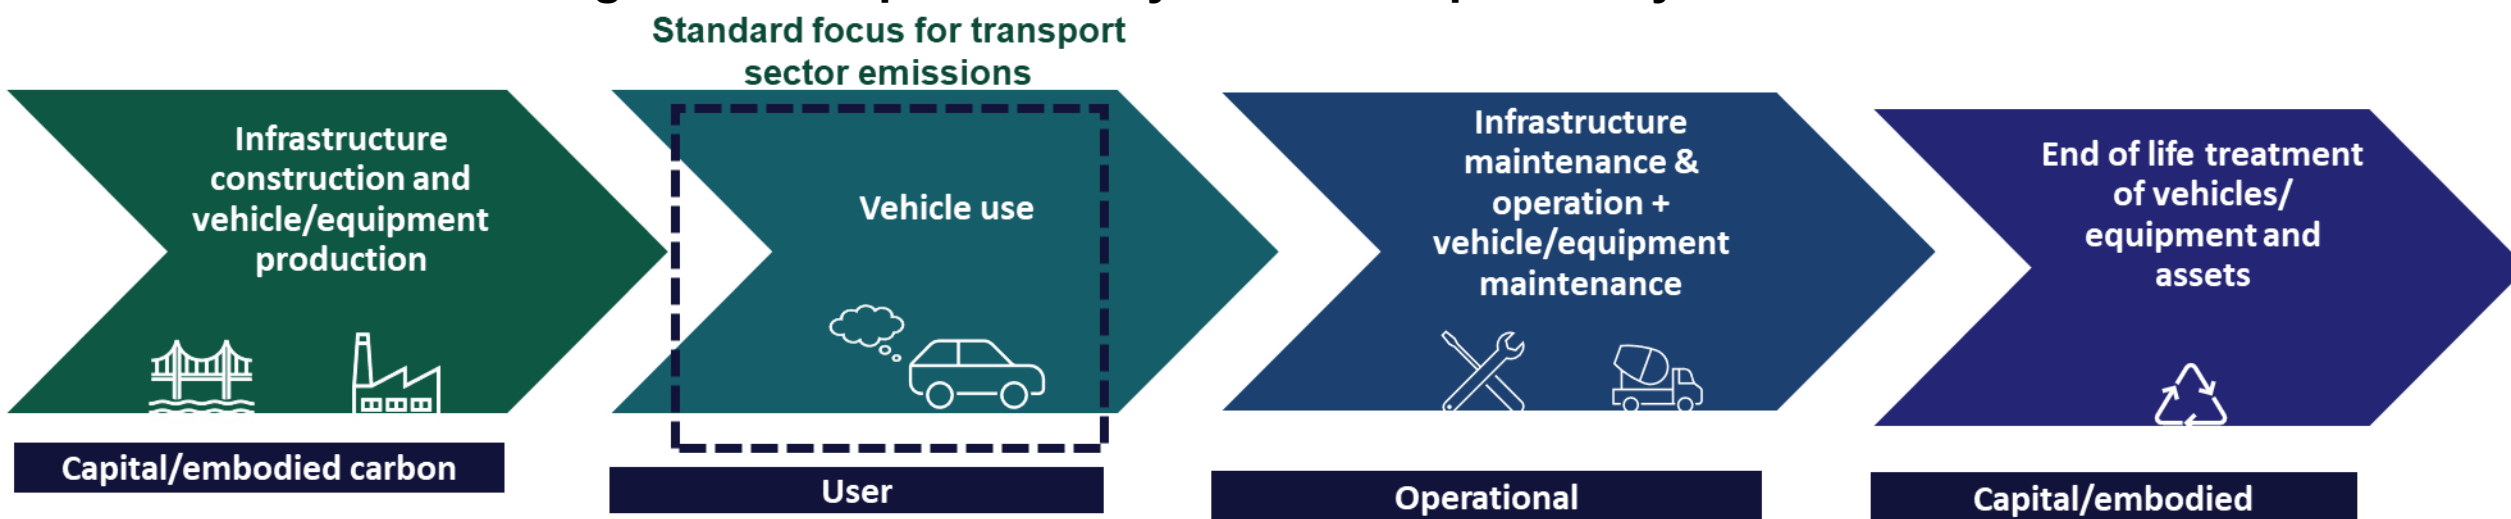 Standard focus for transport
sector emissions
Infrastructure
construction and
vehicle/equipment
production
Capital/embodied carbon
Vehicle use
User
Infrastructure
maintenance &
operation +
vehicle/equipment
maintenance
Operational
End of life treatment
of vehicles/
equipment and
assets
Capital/embodied